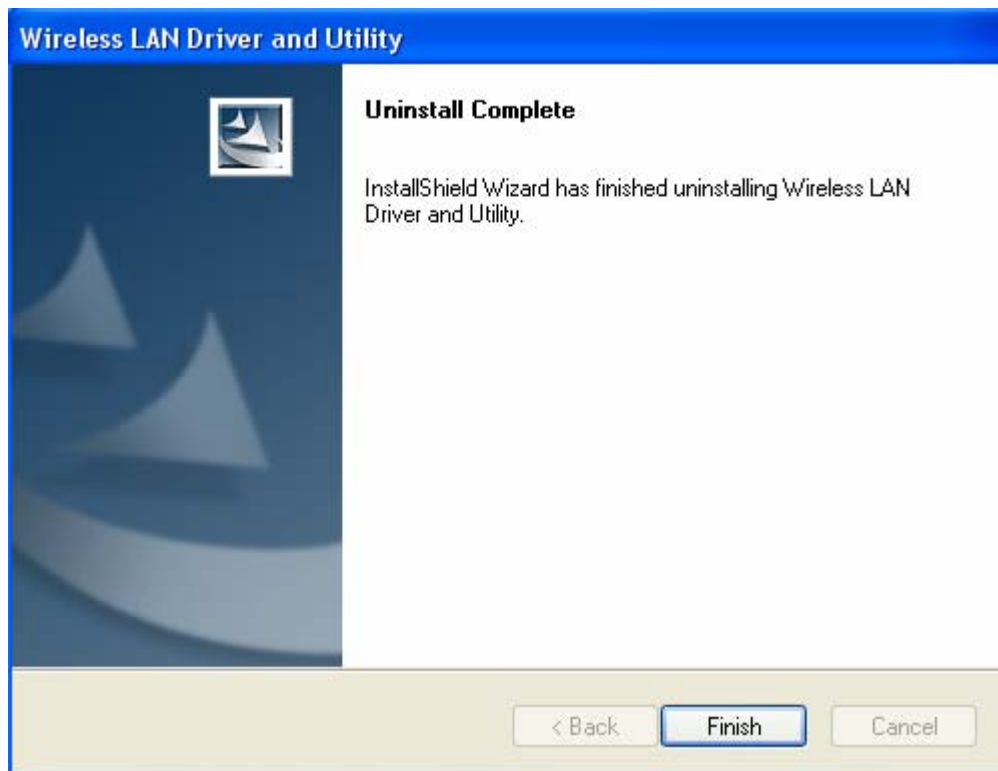 Wireless LAN Driver and Utility
Uninstall Complete
InstallShield Wizard has finished uninstalling Wireless LAN
Driver and Utility.
< Back
Finish
Cancel